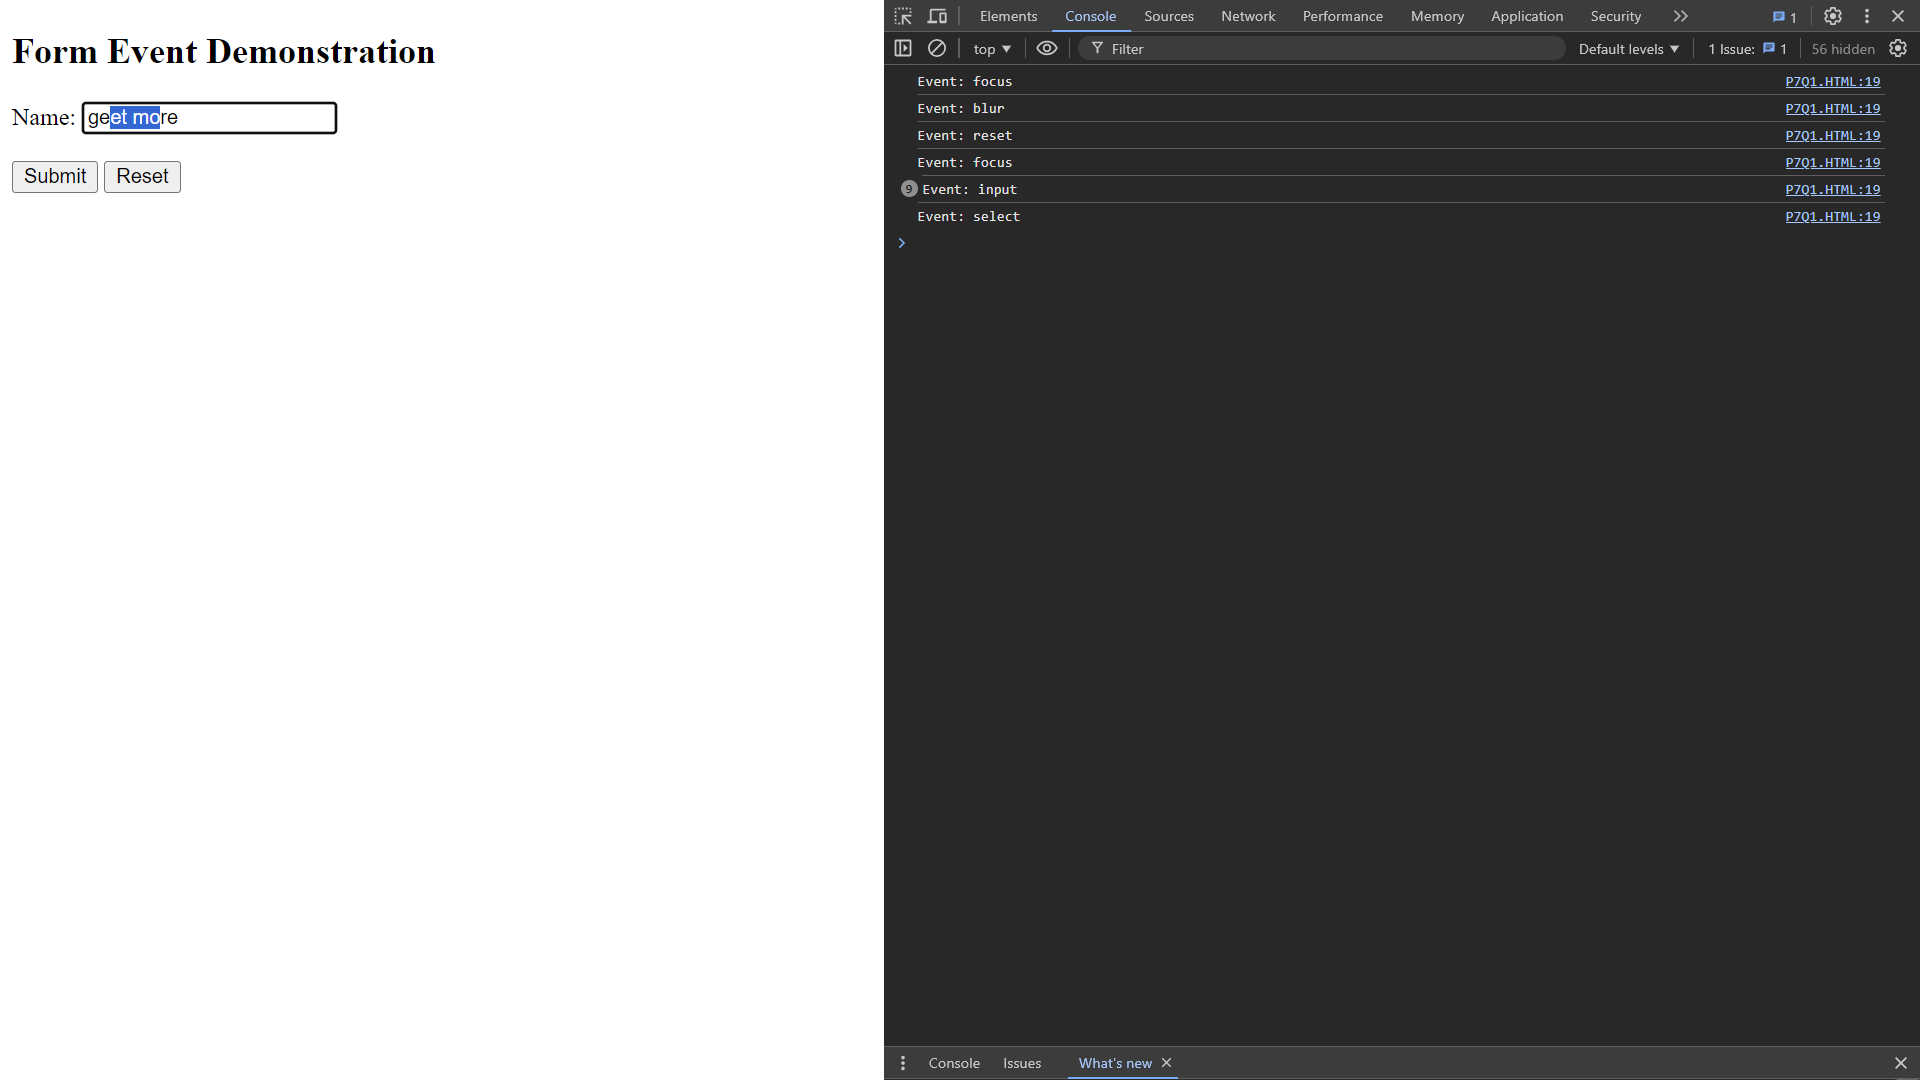 Form Event Demonstration
Name: geet more
Submit Reset
Elements Console Sources Network Performance Memory Application Security 1
top Filter Default levels 1 Issue: 1 56 hidden
Event: focus P7Q1.HTML:19
Event: blur P7Q1.HTML:19
Event: reset P7Q1.HTML:19
Event: focus P7Q1.HTML:19
9 Event: input P7Q1.HTML:19
Event: select P7Q1.HTML:19
Console Issues What's new